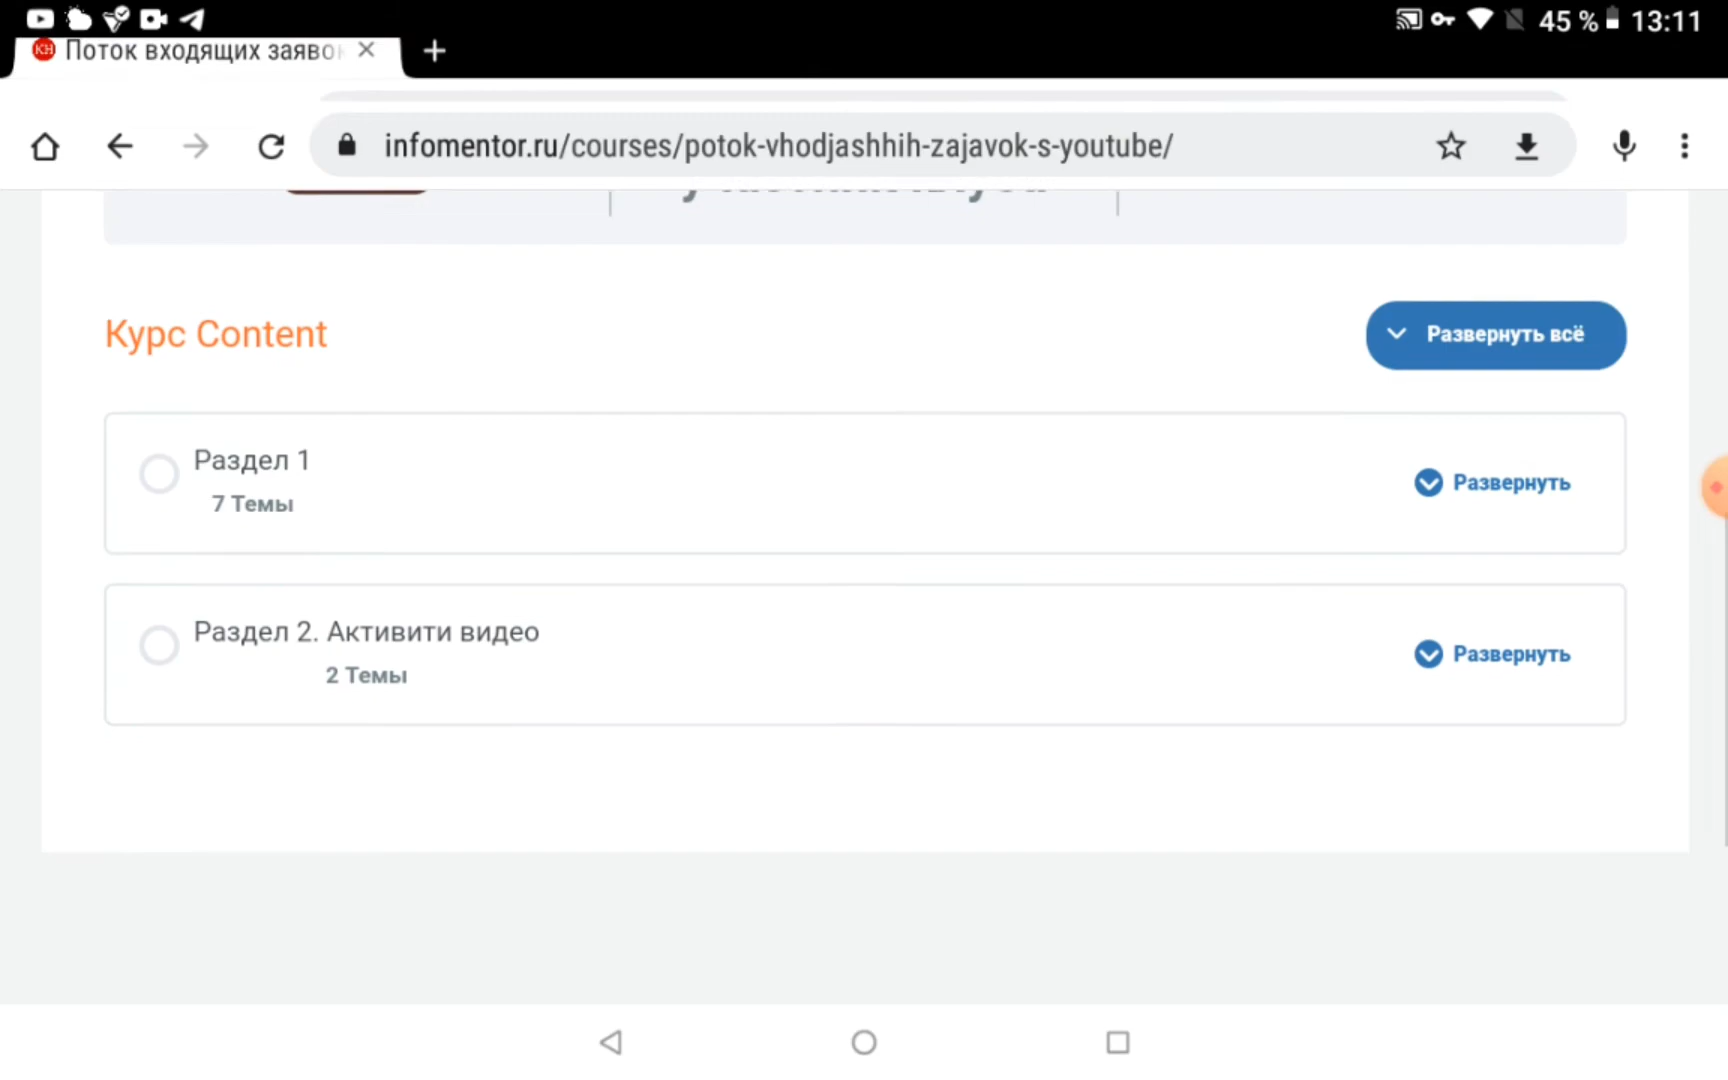 45 % 13:11
Поток входящих заявок
infomentor.ru/courses/potok-vhodjashhih-zajavok-s-youtube/
Курс Content
Развернуть всё
Раздел 1
7 Темы
Развернуть
Раздел 2. Активити видео
2 Темы
Развернуть